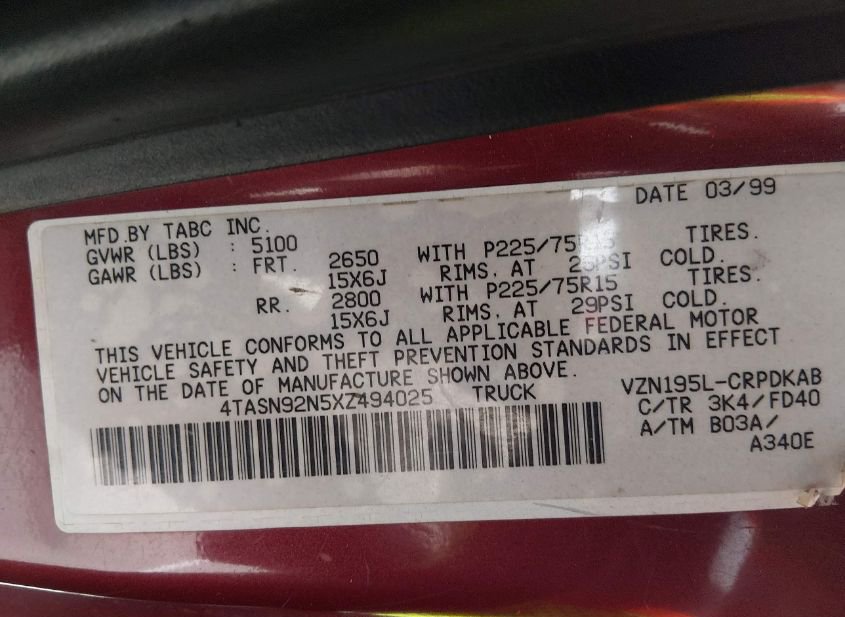 DATE 03/99
MFD.BY TABC INC.
GVWR (LBS) : 5100
GAWR (LBS) : FRT. 2650 WITH P225/75R15 TIRES.
15X6J RIMS, AT PSI COLD.
RR. 2800 WITH P225/75R15 TIRES.
15X6J RIMS, AT 29PSI COLD.
THIS VEHICLE CONFORMS TO ALL APPLICABLE FEDERAL MOTOR
VEHICLE SAFETY AND THEFT PREVENTION STANDARDS IN EFFECT
ON THE DATE OF MANUFACTURE SHOWN ABOVE.
4TASN92N5XZ494025 TRUCK
VZN195L-CRPDKAB
C/TR 3K4/FD40
A/TM B03A/
A340E